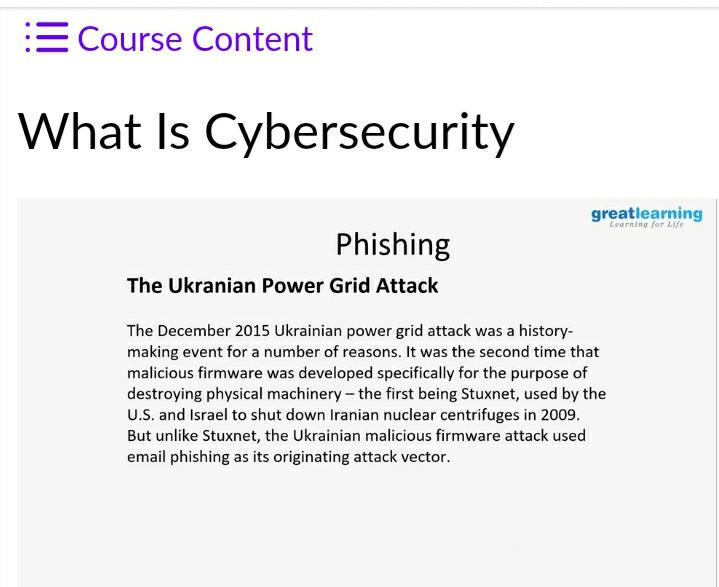 Course Content
What Is Cybersecurity
greatlearning
Learning for Life
Phishing
The Ukranian Power Grid Attack
The December 2015 Ukrainian power grid attack was a history-
making event for a number of reasons. It was the second time that
malicious firmware was developed specifically for the purpose of
destroying physical machinery – the first being Stuxnet, used by the
U.S. and Israel to shut down Iranian nuclear centrifuges in 2009.
But unlike Stuxnet, the Ukrainian malicious firmware attack used
email phishing as its originating attack vector.